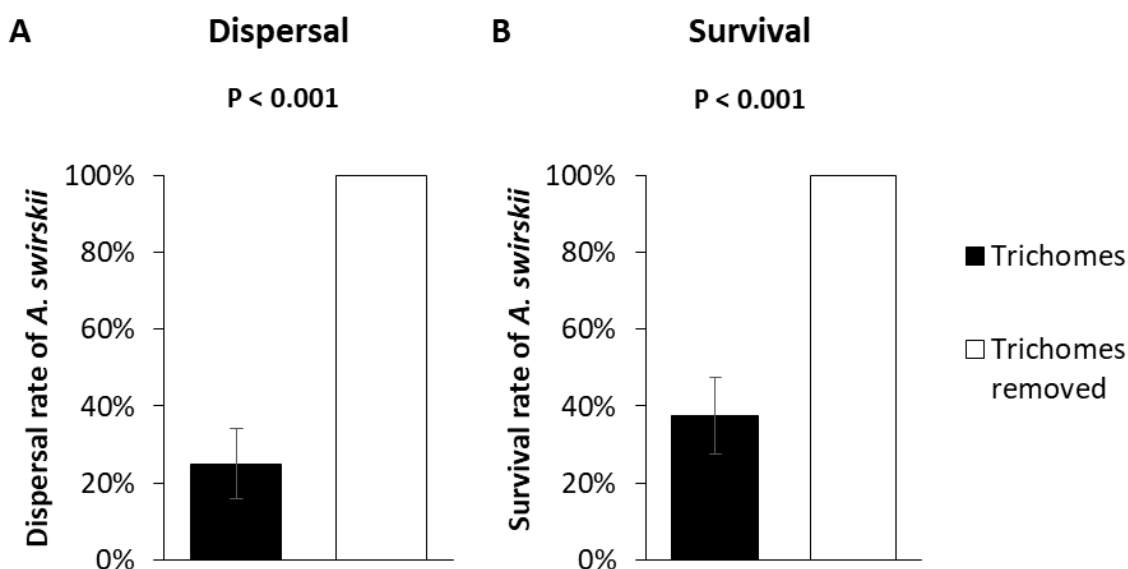 A
Dispersal
P < 0.001
Dispersal rate of A. swirskii
100%
80%
60%
40%
20%
0%
B
Survival
P < 0.001
Survival rate of A. swirskii
100%
80%
60%
40%
20%
0%
Trichomes
Trichomes
removed